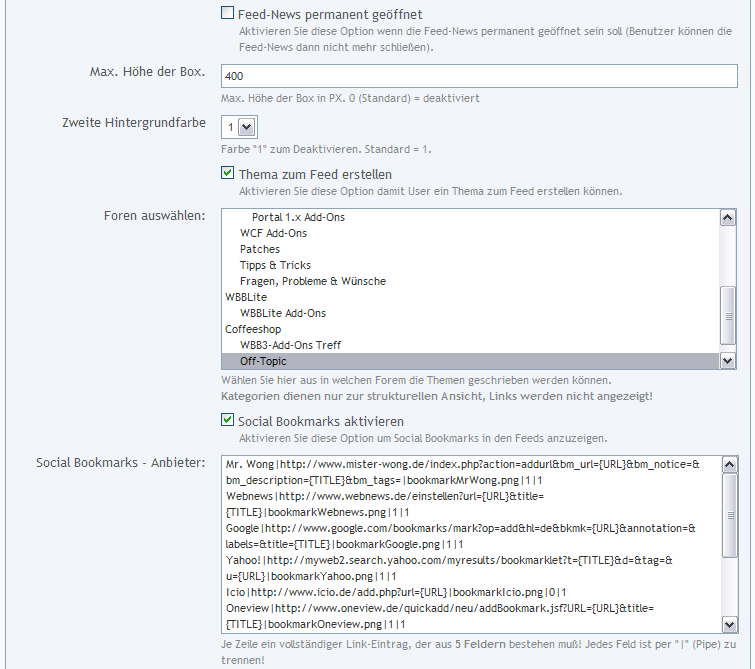 Feed-News permanent geöffnet
Aktivieren Sie diese Option wenn die Feed-News permanent geöffnet sein soll (Benutzer können die
Feed-News dann nicht mehr schließen).
Max. Höhe der Box.
400
Max. Höhe der Box in PX. 0 (Standard) = deaktiviert
Zweite Hintergrundfarbe
1
Farbe "1" zum Deaktivieren. Standard = 1.
Thema zum Feed erstellen
Aktivieren Sie diese Option damit User ein Thema zum Feed erstellen können.
Foren auswählen:
Portal 1.x Add-Ons
WCF Add-Ons
Patches
Tipps & Tricks
Fragen, Probleme & Wünsche
WBBLite
WBBLite Add-Ons
Coffeeshop
WBB3-Add-Ons Treff
Off-Topic
Wählen Sie hier aus in welchen Forem die Themen geschrieben werden können.
Kategorien dienen nur zur strukturellen Ansicht, Links werden nicht angezeigt!
Social Bookmarks aktivieren
Aktivieren Sie diese Option um Social Bookmarks in den Feeds anzuzeigen.
Social Bookmarks - Anbieter:
Mr. Wong|http://www.mister-wong.de/index.php?action=addurl&bm_url={URL}&bm_notice=&
bm_description={TITLE}&bm_tags=|bookmarkMrWong.png|1|1
Webnews|http://www.webnews.de/einstellen?url={URL}&title=
{TITLE}|bookmarkWebnews.png|1|1
Google|http://www.google.com/bookmarks/mark?op=add&hl=de&bkmk={URL}&annotation=&
labels=&title={TITLE}|bookmarkGoogle.png|1|1
Yahoo!|http://myweb2.search.yahoo.com/myresults/bookmarklet?t={TITLE}&d=&tag=&
u={URL}|bookmarkYahoo.png|1|1
Icio|http://www.icio.de/add.php?url={URL}|bookmarkIcio.png|0|1
Oneview|http://www.oneview.de/quickadd/neu/addBookmark.jsf?URL={URL}&title=
{TITLE}|bookmarkOneview.png|1|1
Je Zeile ein vollständiger Link-Eintrag, der aus 5 Feldern bestehen muß! Jedes Feld ist per "|" (Pipe) zu
trennen!